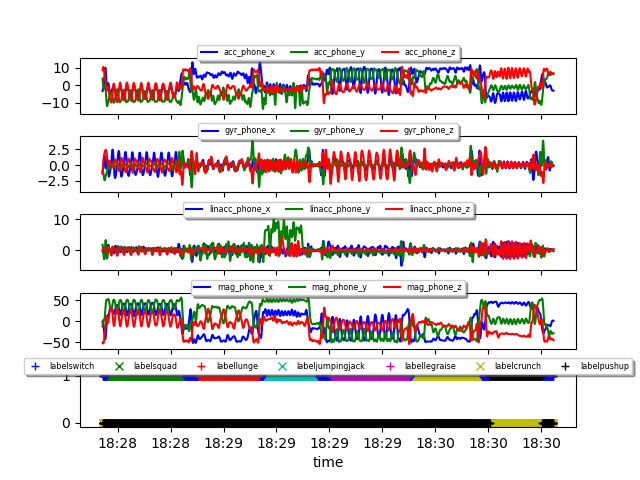 acc_phone_x acc_phone_y acc_phone_z
10
0
−10
gyr_phone_x gyr_phone_y gyr_phone_z
2.5
0.0
−2.5
linacc_phone_x linacc_phone_y linacc_phone_z
10
0
mag_phone_x mag_phone_y mag_phone_z
50
0
−50
labelswitch labelsquad labellunge labeljumpingjack labellegraise labelcrunch labelpushup
1
0
18:28 18:28 18:29 18:29 18:29 18:29 18:30 18:30 18:30
time